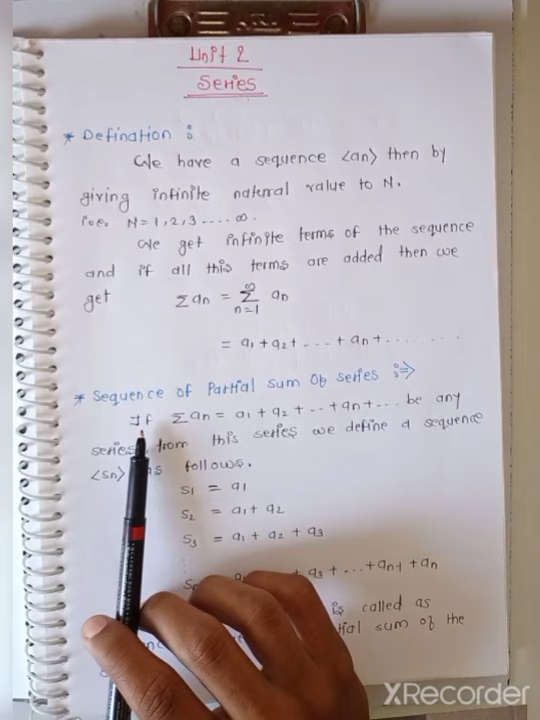 Unit 2
Series
* Defination :
We have a sequence <an> then by
giving infinite natural value to N.
i.e. N = 1, 2, 3 ..... ∞.
We get infinite terms of the sequence
and if all this terms are added then we
get Σan = ∞Σn=1 an
= a1 + a2 + .... + an + ........
* Sequence of Partial sum Of series :=>
If Σan = a1 + a2 + .. + an + ... be any
series, from this series we define a sequence
<sn> as follows.
s1 = a1
s2 = a1 + a2
s3 = a1 + a2 + a3
+ a3 + ... + an-1 + an
is called as
sum of the
XRecorder